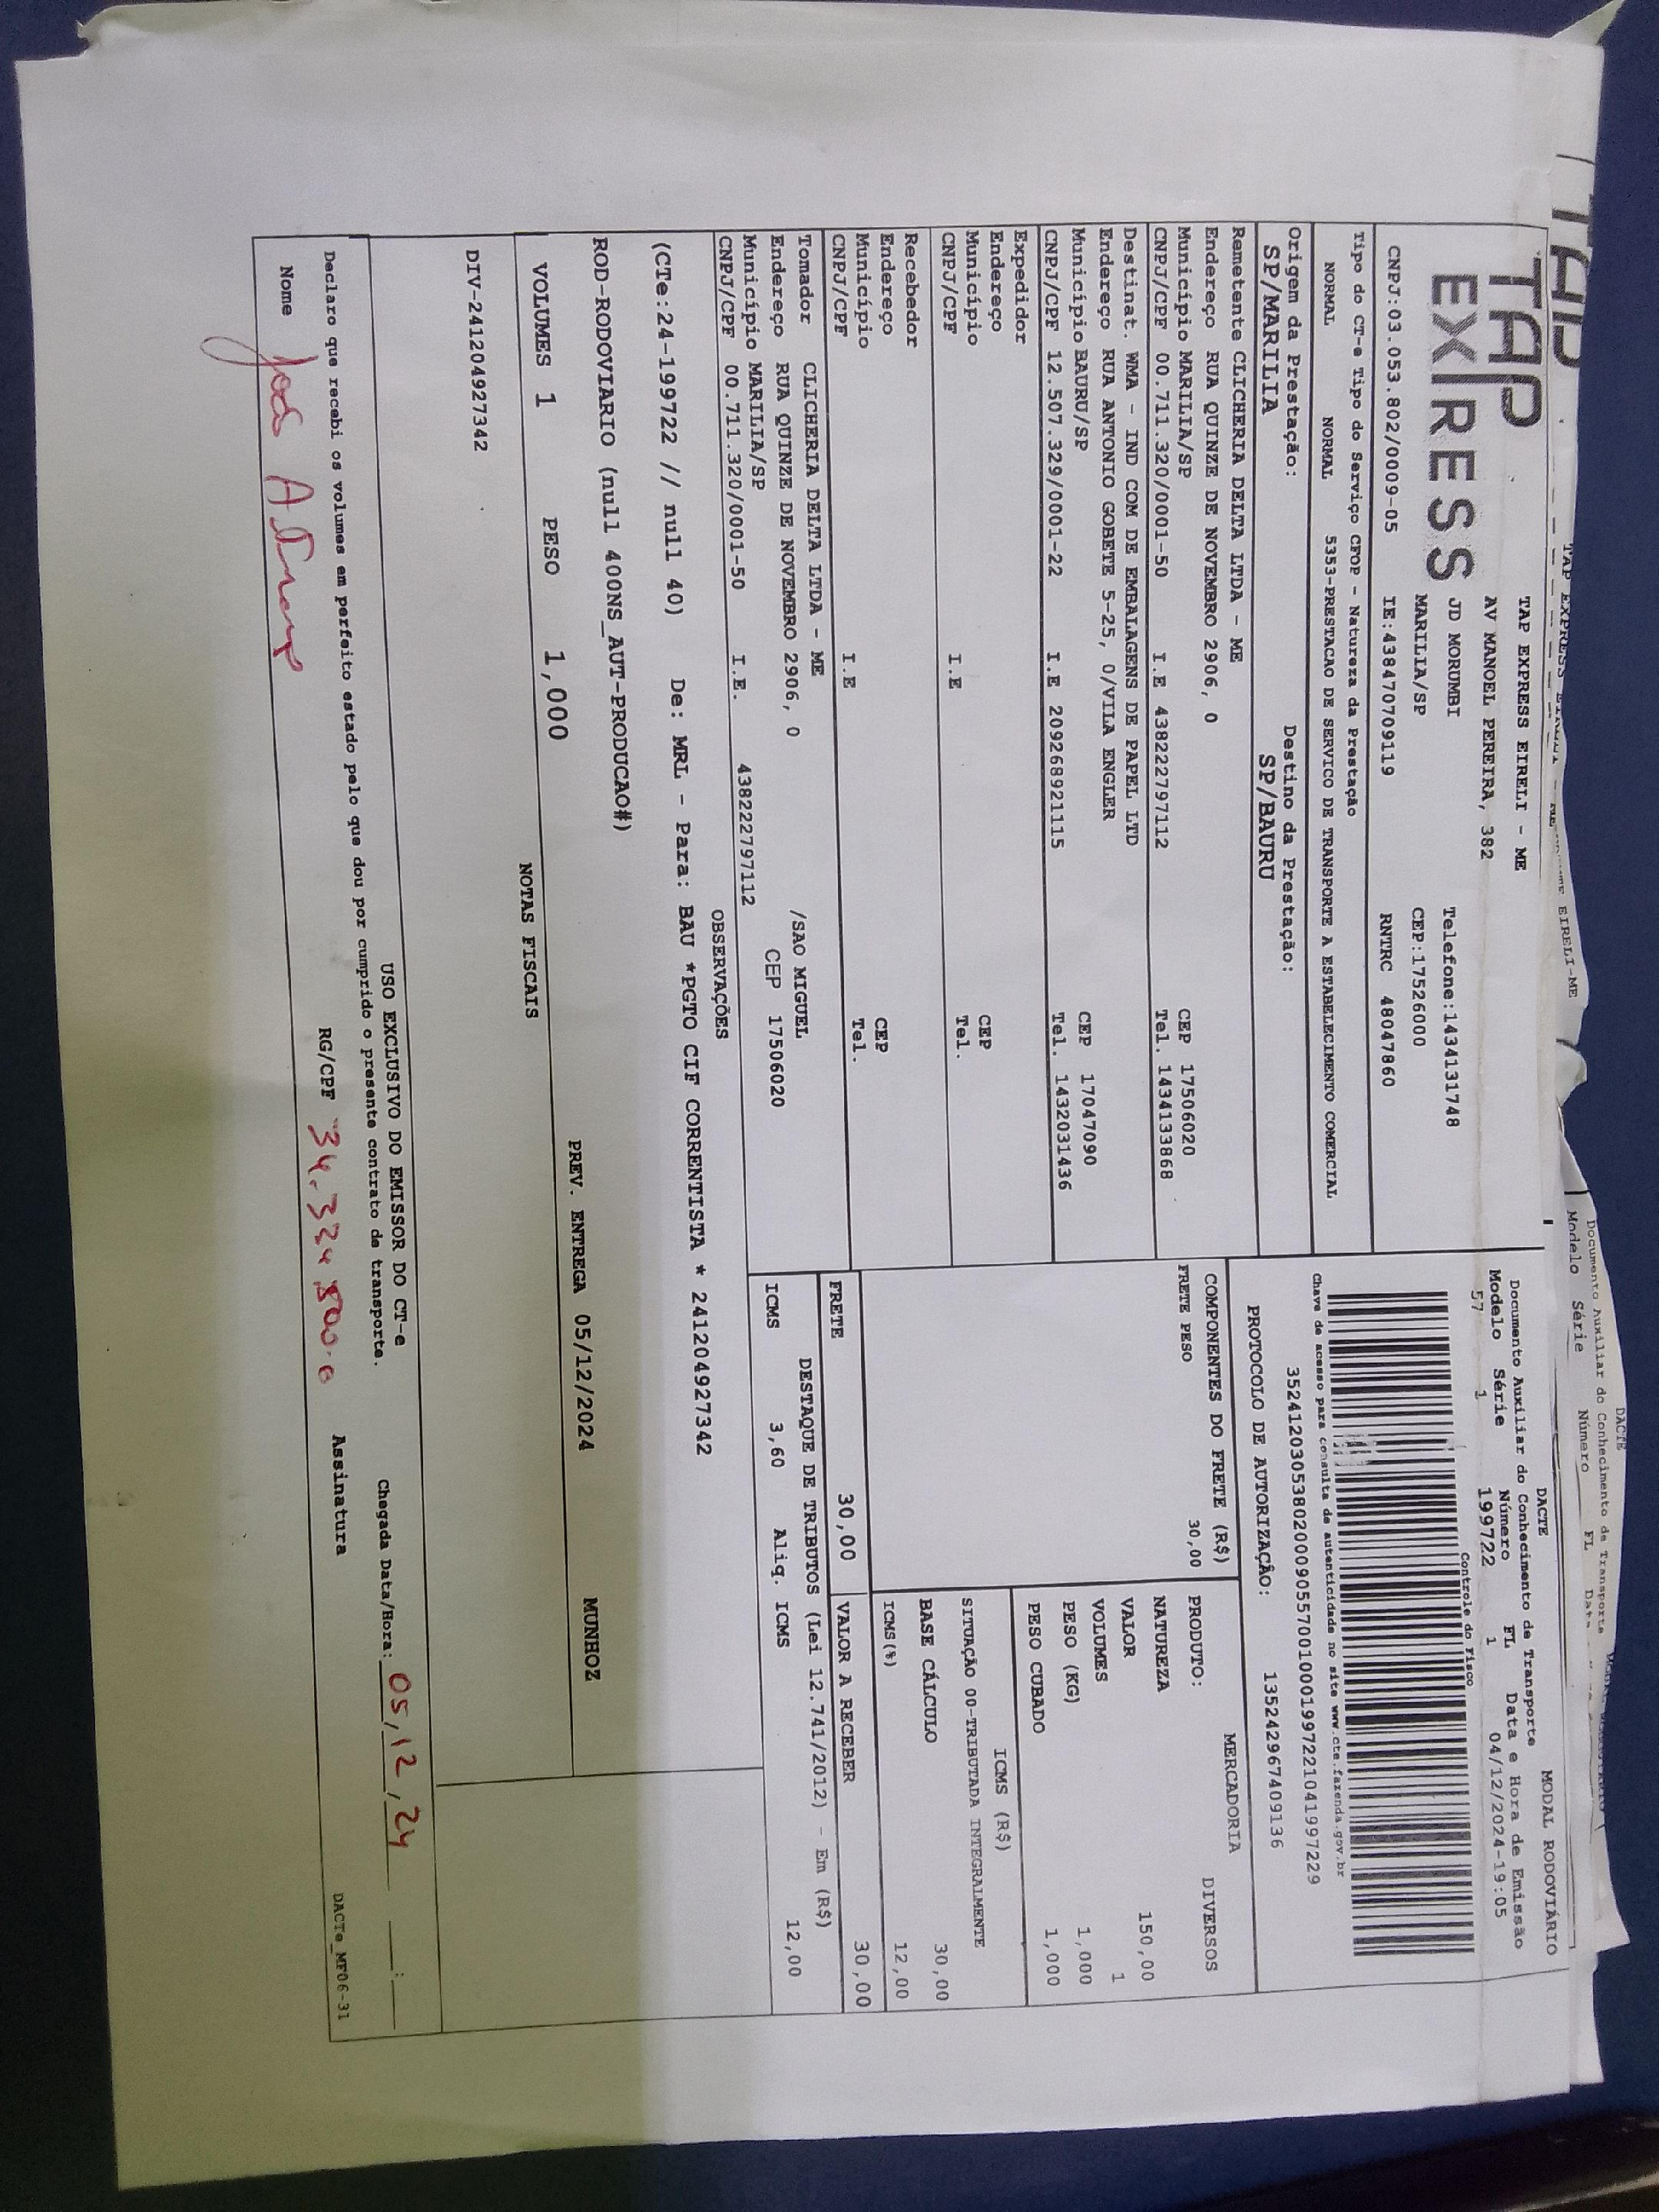 TAP EXPRESS
TAP EXPRESS EIRELI - ME
AV MANOEL PEREIRA, 382
JD MORUMBI Telefone:1434131748
MARILIA/SP CEP:17526000
CNPJ:03.053.802/0009-05 IE:438470709119 RNTRC 48047860
DACTE MODAL RODOVIÁRIO
Documento Auxiliar do Conhecimento de Transporte
Modelo Série Número FL Data e Hora de Emissão
57 1 199722 1 04/12/2024-19:05
Controle do Fisco
Chave de acesso para consulta de autenticidade no site www.cte.fazenda.gov.br
35241203053802000905570010001997221041997229
PROTOCOLO DE AUTORIZAÇÃO: 135242967409136
Tipo do CT-e Tipo do Serviço CFOP - Natureza da Prestação
NORMAL NORMAL 5353-PRESTACAO DE SERVICO DE TRANSPORTE A ESTABELECIMENTO COMERCIAL
Origem da Prestação: Destino da Prestação:
SP/MARILIA SP/BAURU
Remetente CLICHERIA DELTA LTDA - ME
Endereço RUA QUINZE DE NOVEMBRO 2906, 0
Município MARILIA/SP CEP 17506020
CNPJ/CPF 00.711.320/0001-50 I.E 438222797112 Tel. 1434133868
Destinat. WMA - IND COM DE EMBALAGENS DE PAPEL LTD
Endereço RUA ANTONIO GOBETE 5-25, 0/VILA ENGLER
Município BAURU/SP CEP 17047090
CNPJ/CPF 12.507.329/0001-22 I.E 209268921115 Tel. 1432031436
Expedidor
Endereço
Município CEP
CNPJ/CPF I.E Tel.
Recebedor
Endereço
Município CEP
CNPJ/CPF I.E Tel.
Tomador CLICHERIA DELTA LTDA - ME
Endereço RUA QUINZE DE NOVEMBRO 2906, 0 /SAO MIGUEL
Município MARILIA/SP CEP 17506020
CNPJ/CPF 00.711.320/0001-50 I.E. 438222797112
COMPONENTES DO FRETE (R$)
FRETE PESO 30,00
MERCADORIA
PRODUTO: DIVERSOS
NATUREZA
VALOR 150,00
VOLUMES 1
PESO (KG) 1,000
PESO CUBADO 1,000
ICMS (R$)
SITUAÇÃO 00-TRIBUTADA INTEGRALMENTE
BASE CÁLCULO 30,00
ICMS(%) 12,00
FRETE 30,00 VALOR A RECEBER 30,00
DESTAQUE DE TRIBUTOS (Lei 12.741/2012) - Em (R$)
ICMS 3,60 Aliq. ICMS 12,00
OBSERVAÇÕES
(CTe:24-199722 // null 40) De: MRL - Para: BAU *PGTO CIF CORRENTISTA * 241204927342
ROD-RODOVIARIO (null 400NS_AUT-PRODUCAO#)
PREV. ENTREGA 05/12/2024 MUNHOZ
VOLUMES 1 PESO 1,000
NOTAS FISCAIS
DIV-241204927342
USO EXCLUSIVO DO EMISSOR DO CT-e
Chegada Data/Hora: 05/12/24 __:__
Declaro que recebi os volumes em perfeito estado pelo que dou por cumprido o presente contrato de transporte.
Nome RG/CPF Assinatura
DACTe_MF06-31